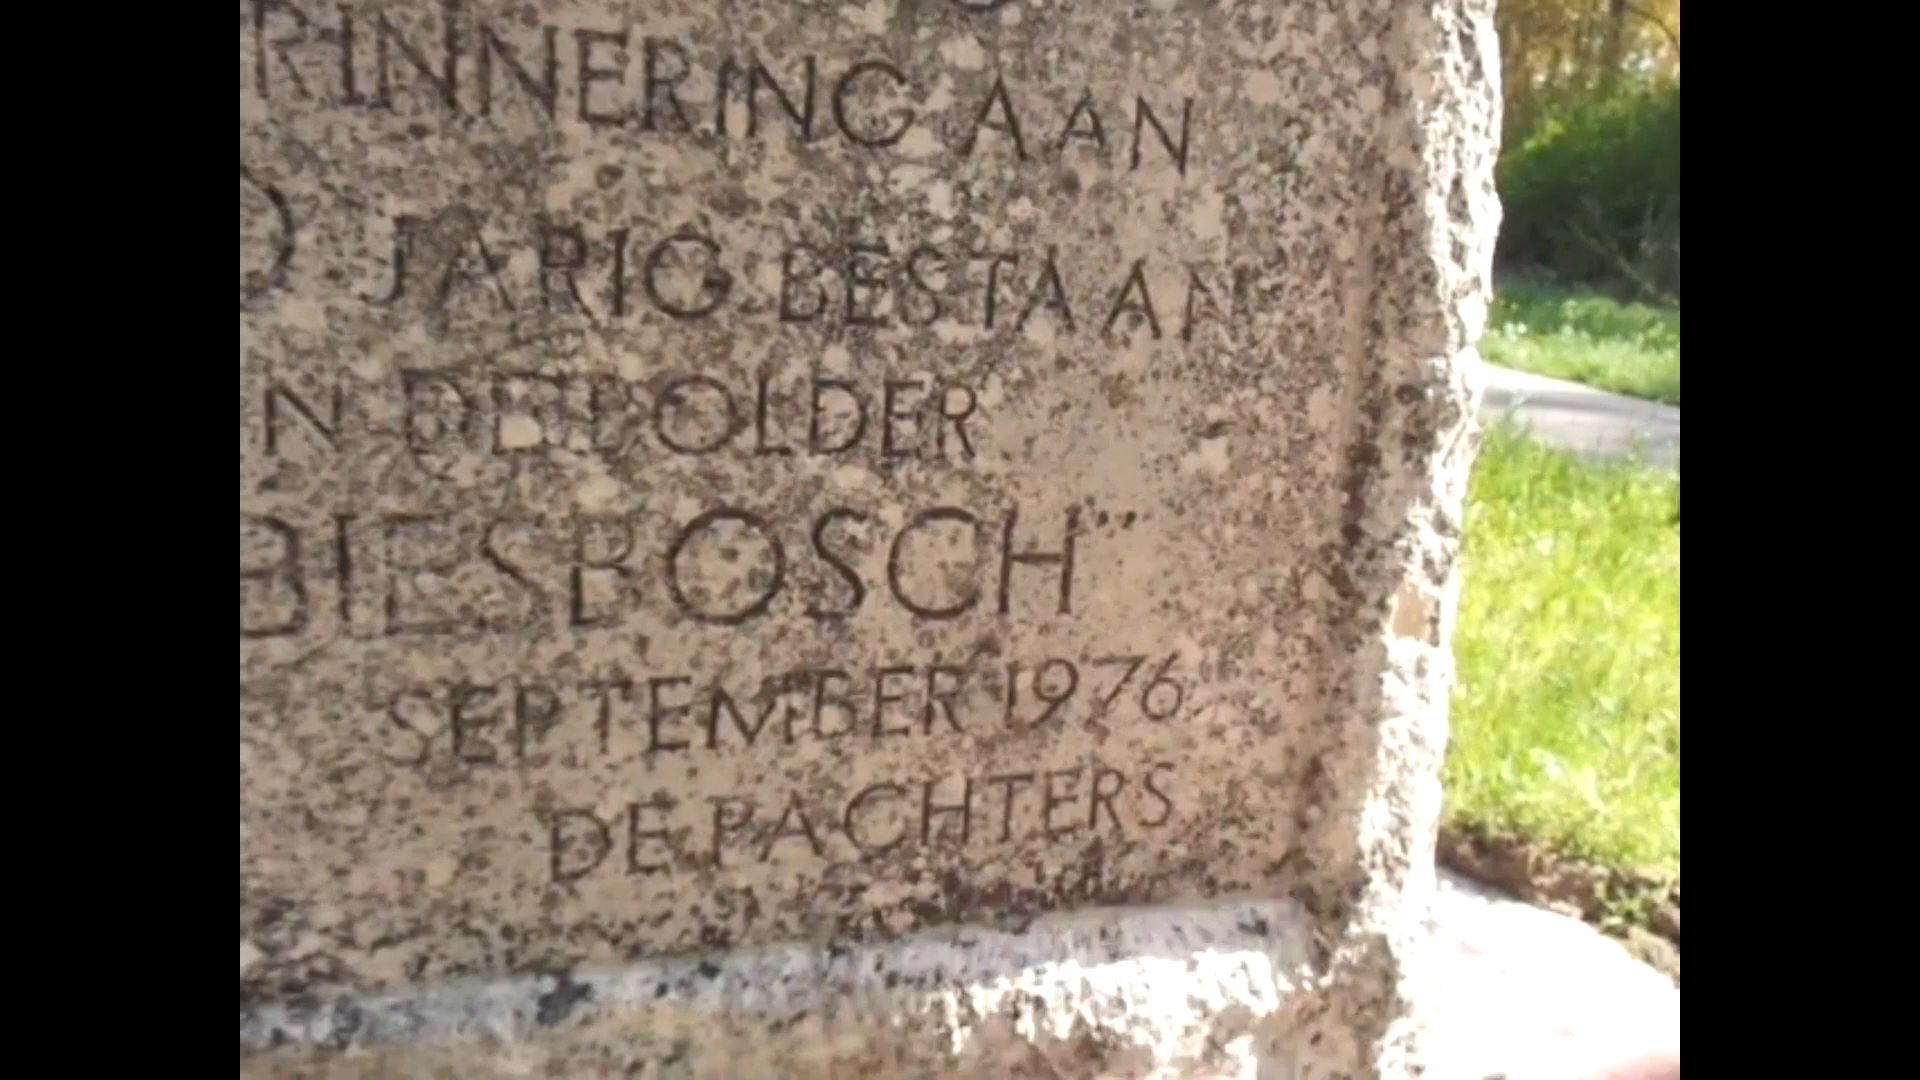 RINNERING AAN
JARIG BESTAAN
N DE POLDER
BIESBOSCH"
SEPTEMBER 1976
DE PACHTERS